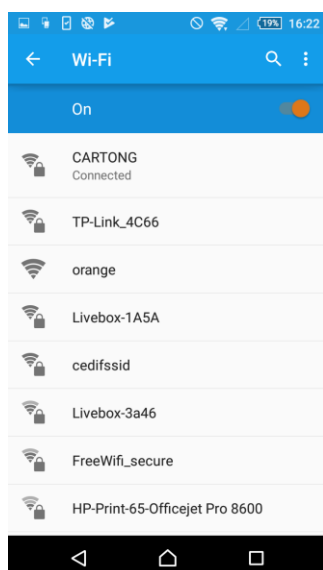 19% 16:22
Wi-Fi
On
CARTONG
Connected
TP-Link_4C66
orange
Livebox-1A5A
cedifssid
Livebox-3a46
FreeWifi_secure
HP-Print-65-Officejet Pro 8600